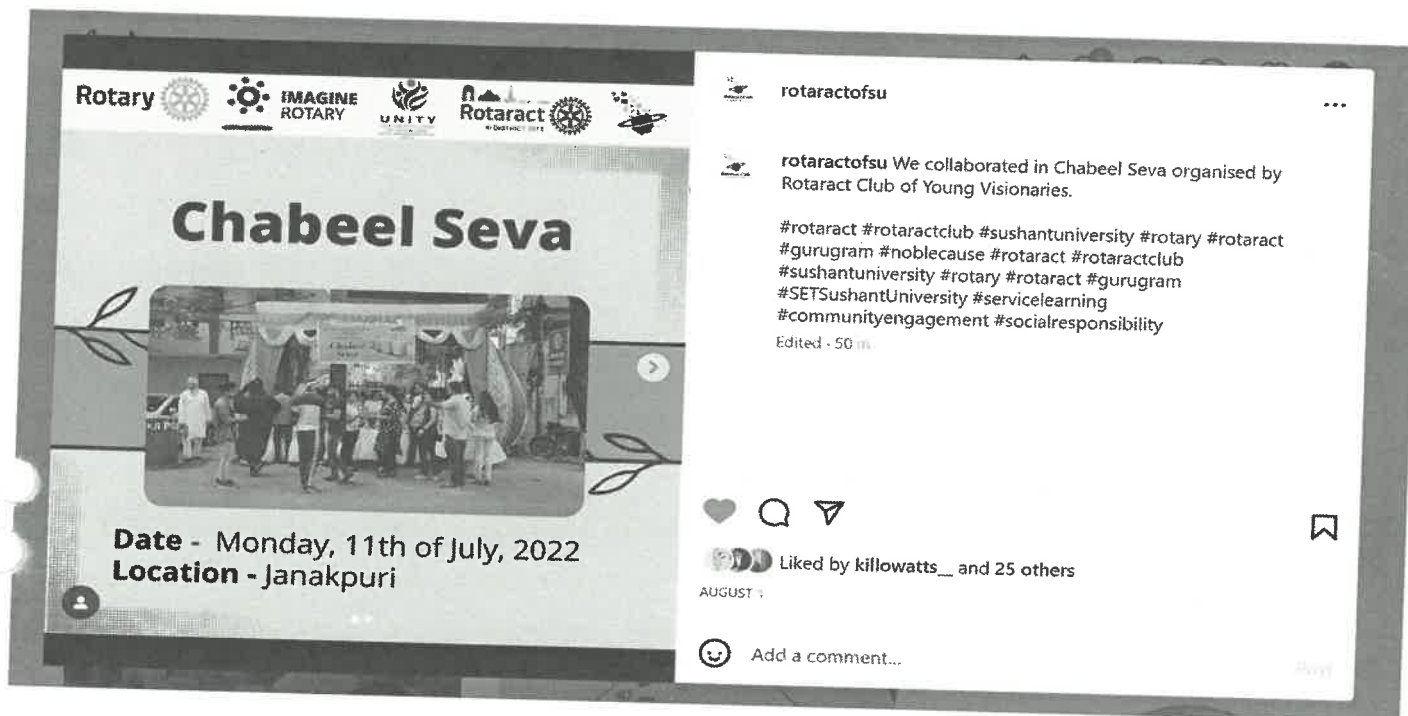 Rotary
IMAGINE
ROTARY
UNITY
Rotaract
Chabeel Seva
Chabeel
Seva
Date - Monday, 11th of July, 2022
Location - Janakpuri
rotaractofsu
rotaractofsu We collaborated in Chabeel Seva organised by
Rotaract Club of Young Visionaries.
#rotaract #rotaractclub #sushantuniversity #rotary #rotaract
#gurugram #noblecause #rotaract #rotaractclub
#sushantuniversity #rotary #rotaract #gurugram
#SETSushantUniversity #servicelearning
#communityengagement #socialresponsibility
Edited · 50 m
Liked by killowatts__ and 25 others
AUGUST
Add a comment...
Post